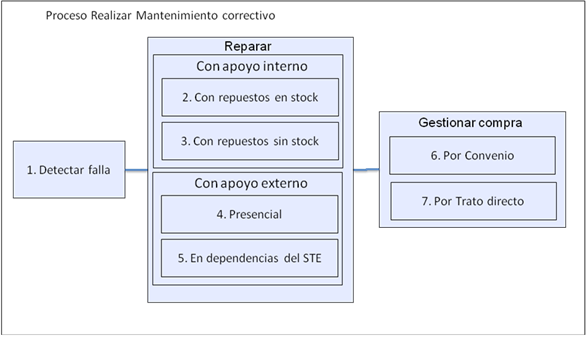 Proceso Realizar Mantenimiento correctivo
1. Detectar falla
Reparar
Con apoyo interno
2. Con repuestos en stock
3. Con repuestos sin stock
Con apoyo externo
4. Presencial
5. En dependencias del STE
Gestionar compra
6. Por Convenio
7. Por Trato directo